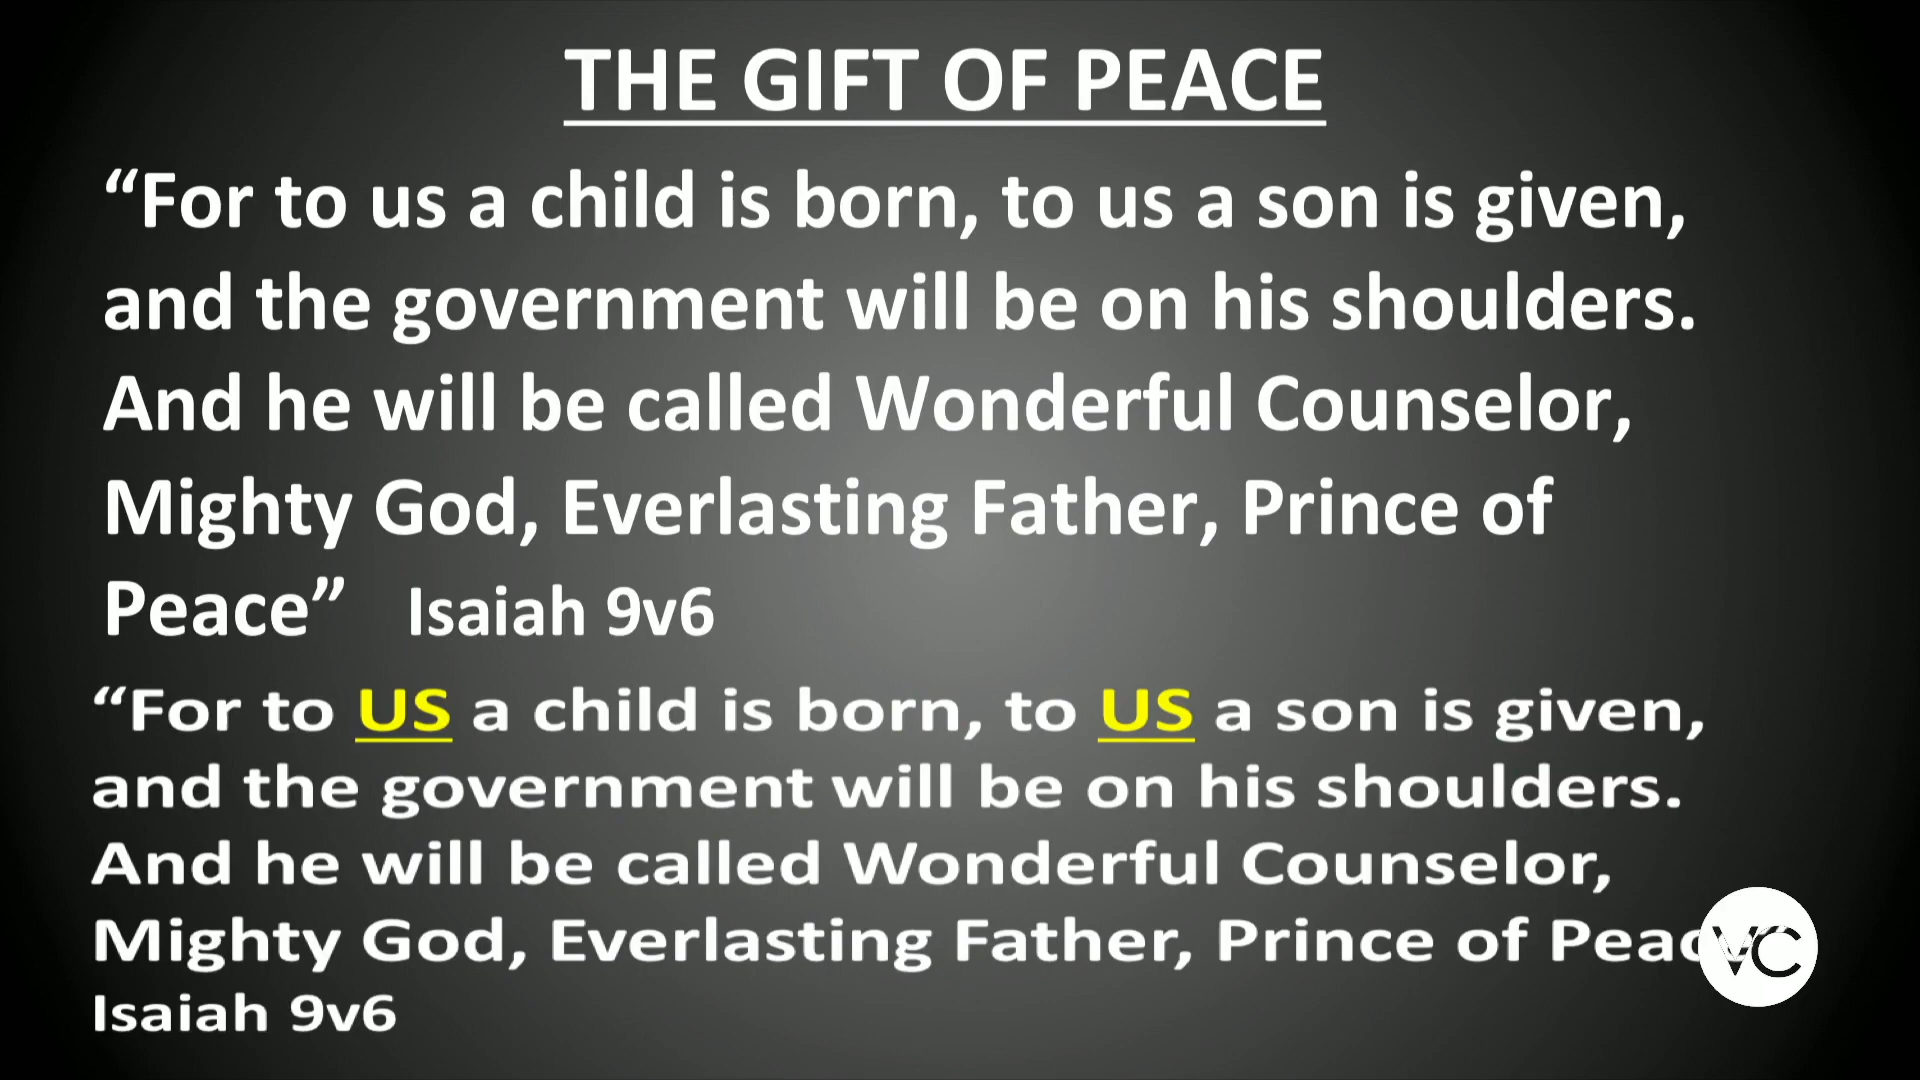 THE GIFT OF PEACE
“For to us a child is born, to us a son is given,
and the government will be on his shoulders.
And he will be called Wonderful Counselor,
Mighty God, Everlasting Father, Prince of
Peace” Isaiah 9v6
“For to US a child is born, to US a son is given,
and the government will be on his shoulders.
And he will be called Wonderful Counselor,
Mighty God, Everlasting Father, Prince of
Isaiah 9v6
VC